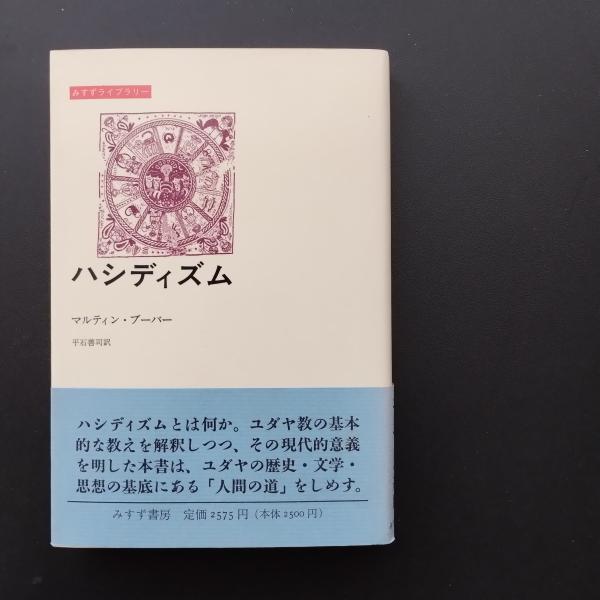 みすずライブラリー
ハシディズム
マルティン・ブーバー
平石善司訳
ハシディズムとは何か。ユダヤ教の基本
的な教えを解釈しつつ、その現代的意義
を明した本書は、ユダヤの歴史・文学・
思想の基底にある「人間の道」をしめす。
みすず書房 定価 2575 円（本体 2500 円）